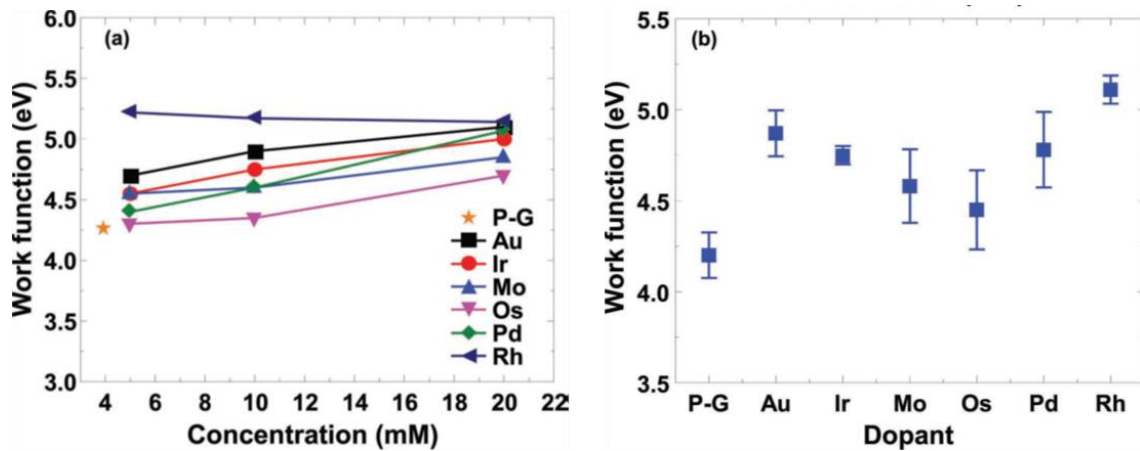 (a)
Work function (eV)
6.0
5.5
5.0
4.5
4.0
3.5
3.0
P-G
Au
Ir
Mo
Os
Pd
Rh
4 6 8 10 12 14 16 18 20 22
Concentration (mM)
(b)
Work function (eV)
5.5
5.0
4.5
4.0
3.5
P-G Au Ir Mo Os Pd Rh
Dopant